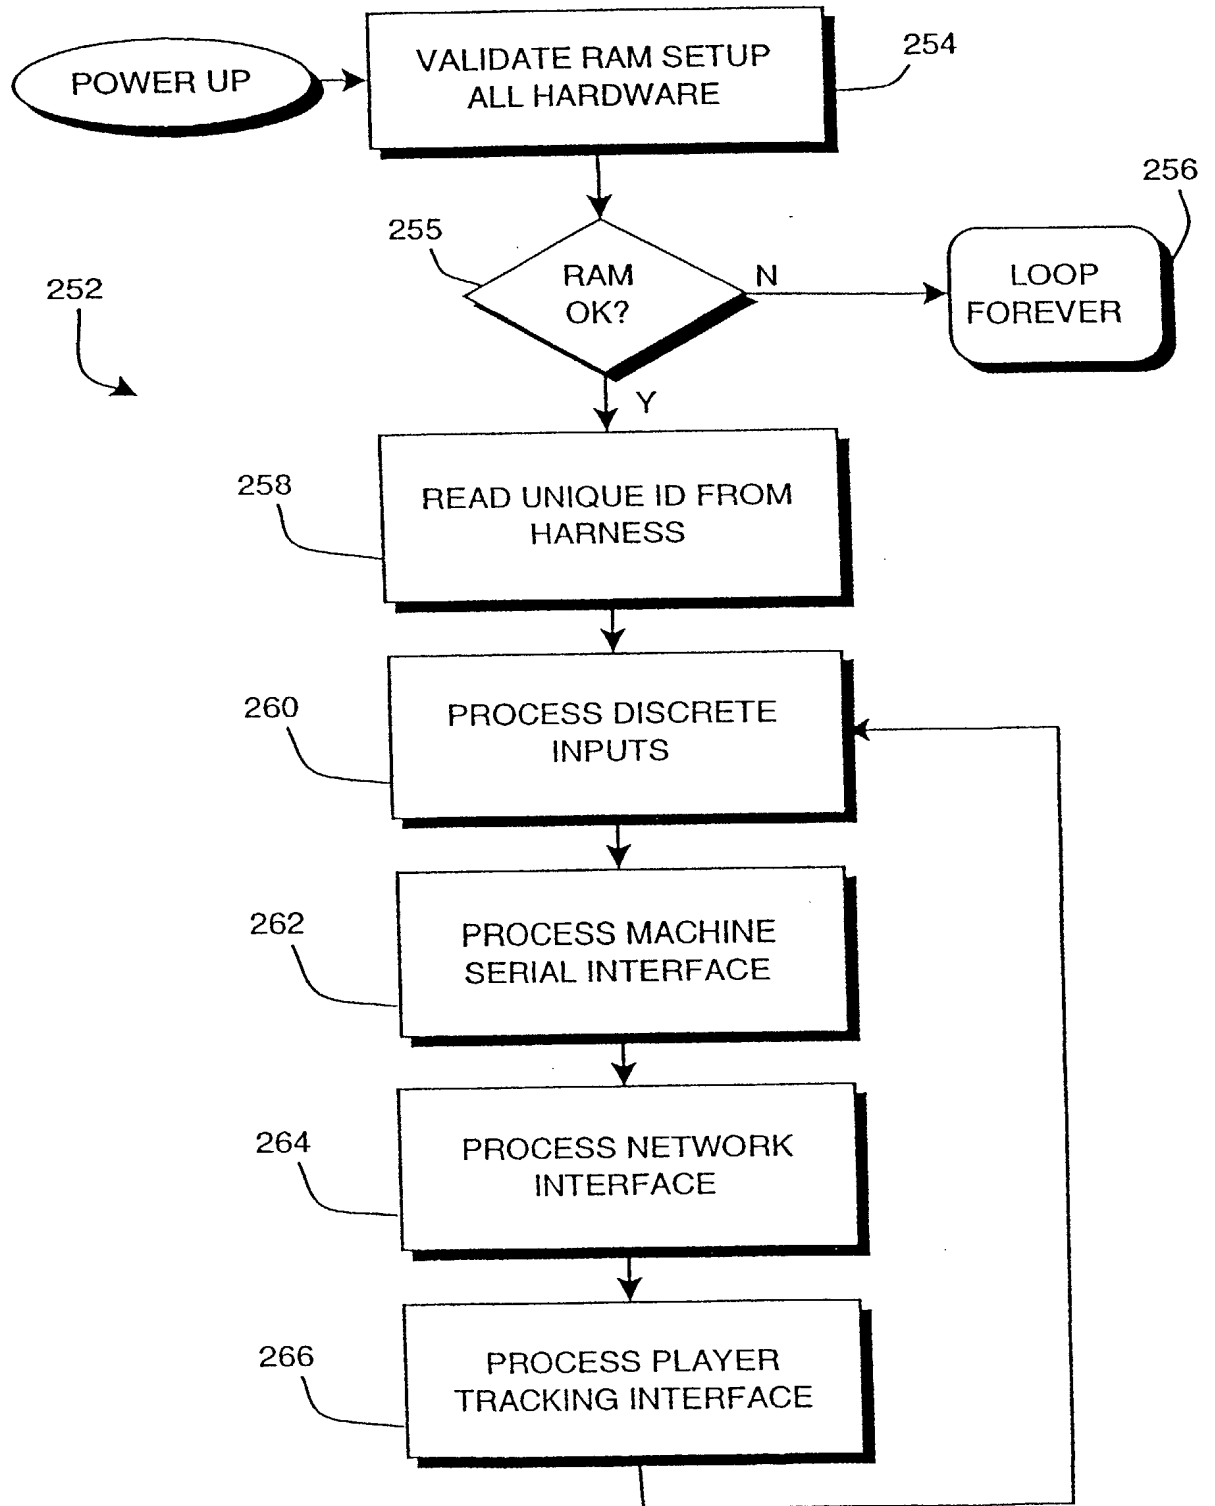 POWER UP
VALIDATE RAM SETUP
ALL HARDWARE
254
256
255
RAM
OK?
N
LOOP
FOREVER
252
Y
258
READ UNIQUE ID FROM
HARNESS
260
PROCESS DISCRETE
INPUTS
262
PROCESS MACHINE
SERIAL INTERFACE
264
PROCESS NETWORK
INTERFACE
266
PROCESS PLAYER
TRACKING INTERFACE